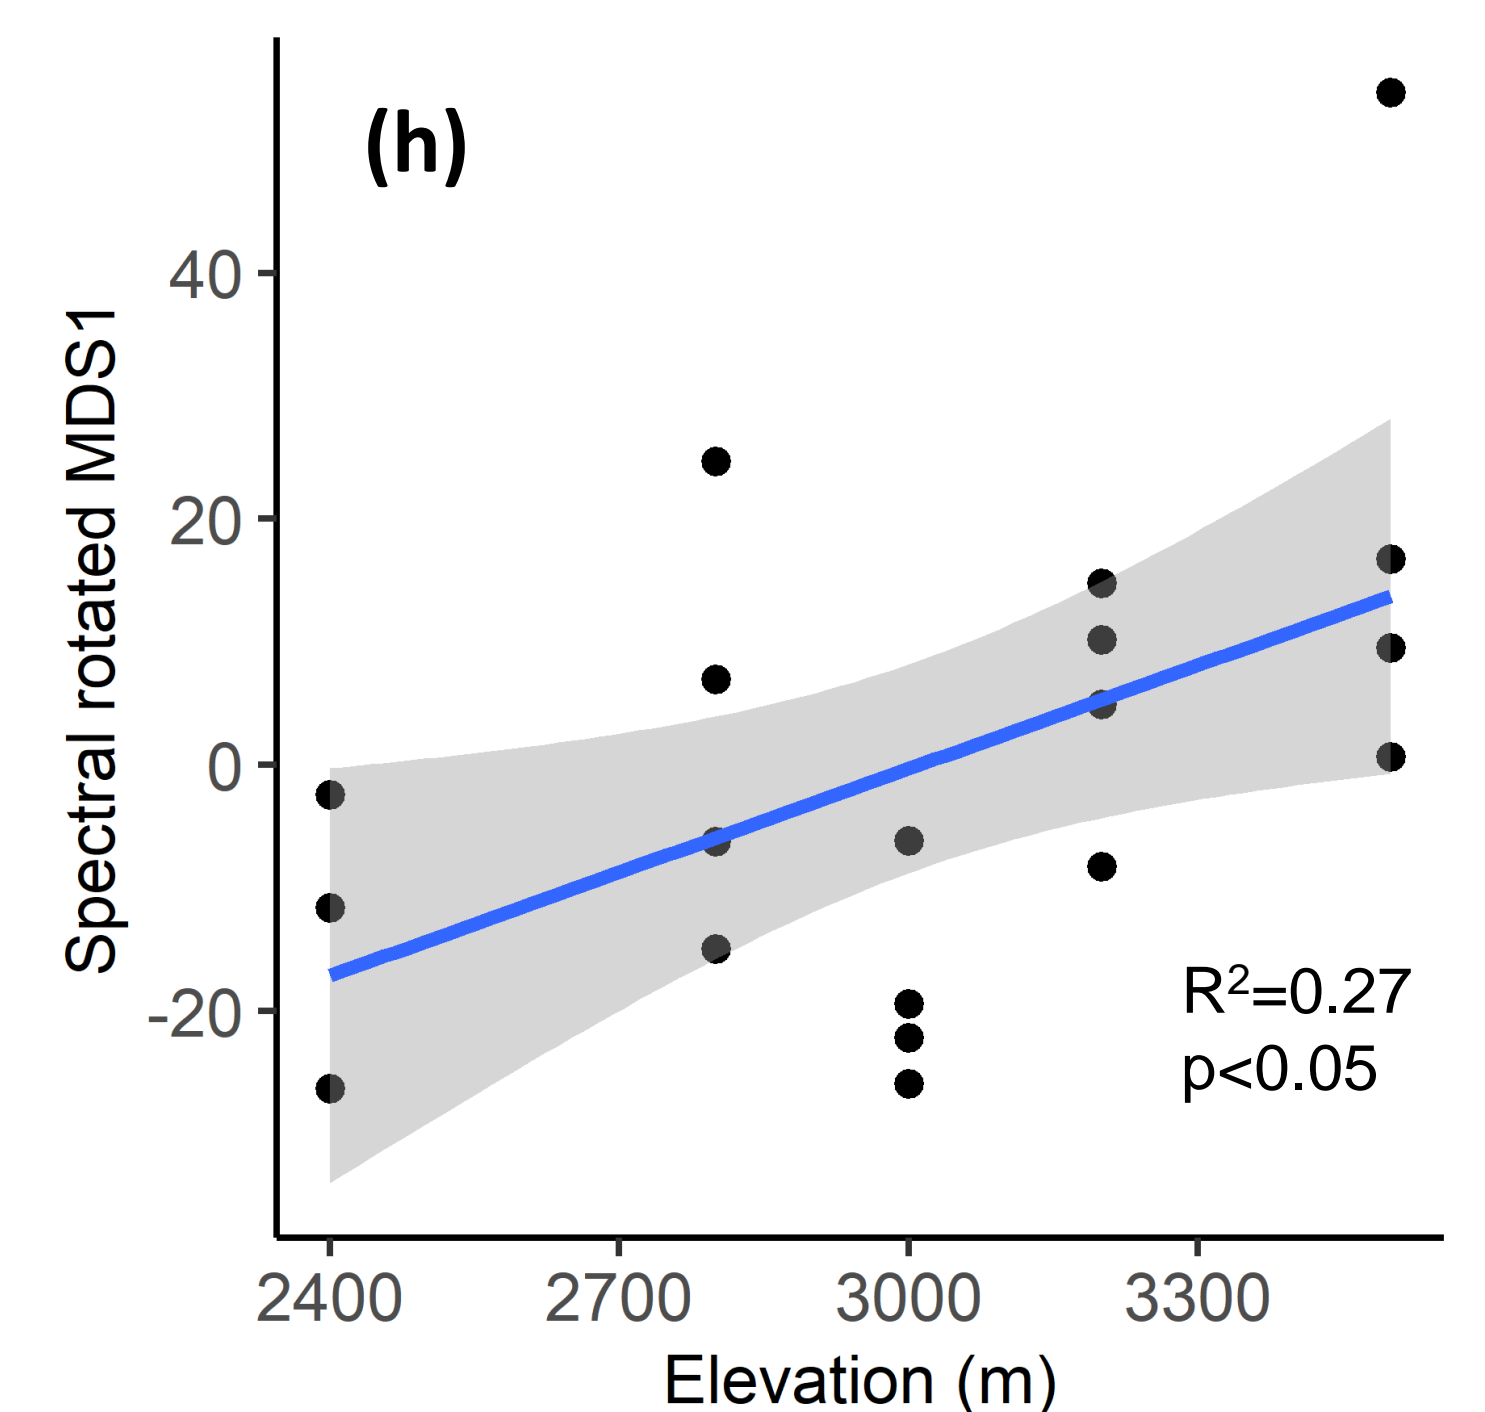 (h)
40
20
0
-20
Spectral rotated MDS1
R²=0.27
p<0.05
2400 2700 3000 3300
Elevation (m)